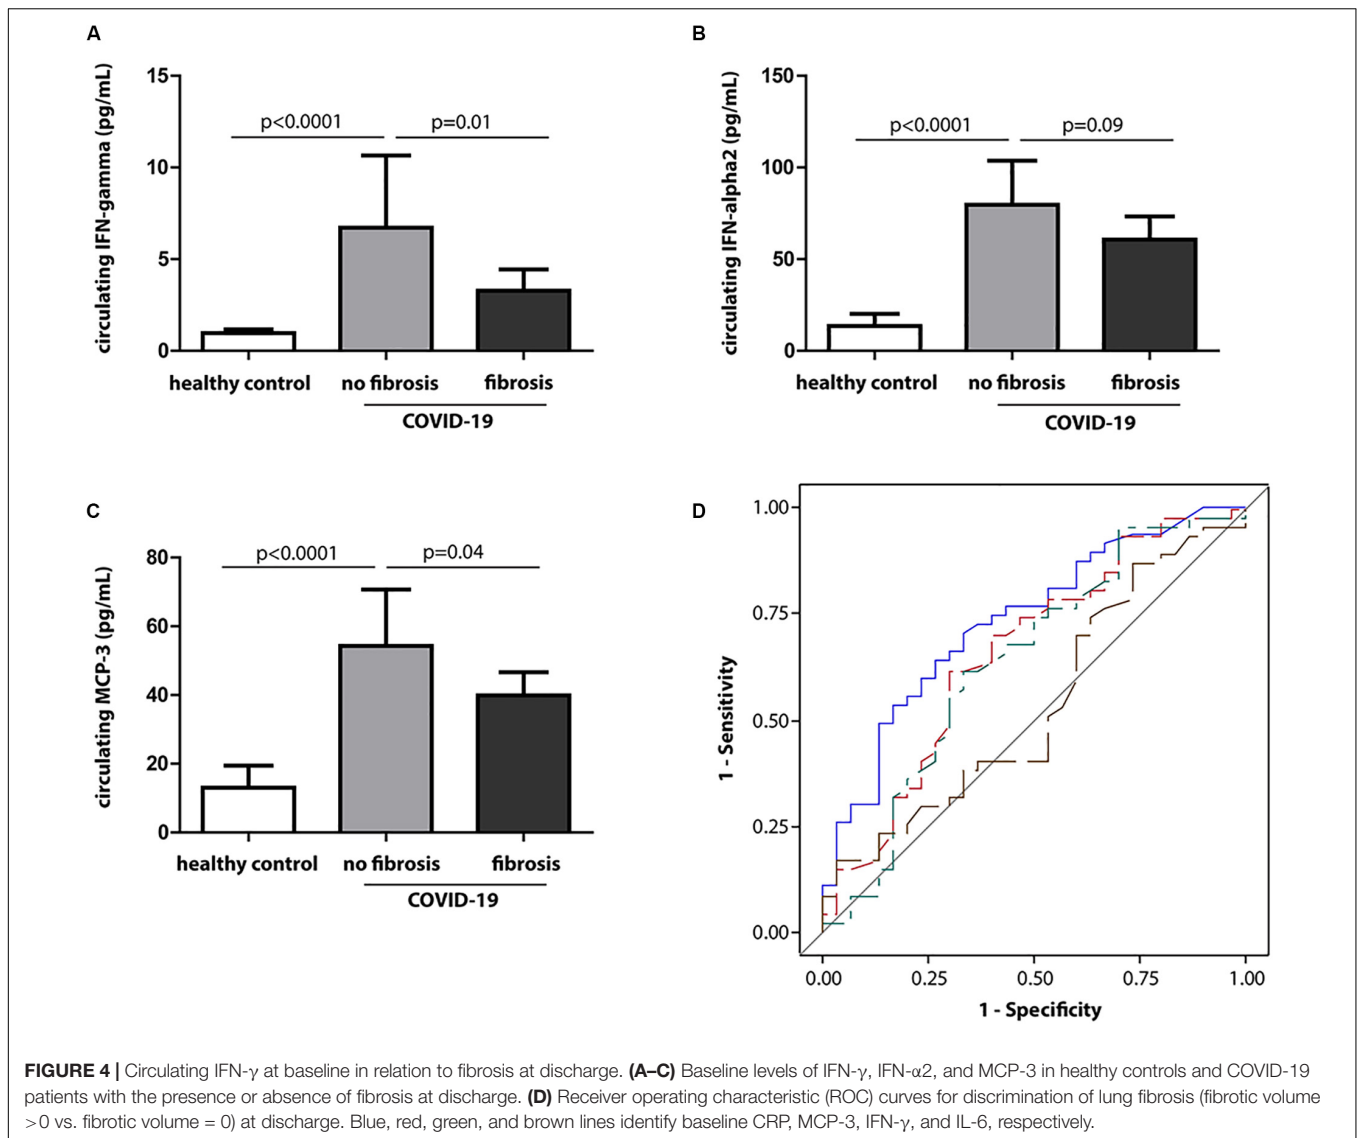 A
circulating IFN-gamma (pg/mL)
15
10
5
0
p<0.0001
p=0.01
healthy control
no fibrosis
fibrosis
COVID-19
B
circulating IFN-alpha2 (pg/mL)
150
100
50
0
p<0.0001
p=0.09
healthy control
no fibrosis
fibrosis
COVID-19
C
circulating MCP-3 (pg/mL)
80
60
40
20
0
p<0.0001
p=0.04
healthy control
no fibrosis
fibrosis
COVID-19
D
1 - Sensitivity
1.00
0.75
0.50
0.25
0.00
0.00
0.25
0.50
0.75
1.00
1 - Specificity
FIGURE 4 | Circulating IFN-γ at baseline in relation to fibrosis at discharge. (A–C) Baseline levels of IFN-γ, IFN-α2, and MCP-3 in healthy controls and COVID-19
patients with the presence or absence of fibrosis at discharge. (D) Receiver operating characteristic (ROC) curves for discrimination of lung fibrosis (fibrotic volume
>0 vs. fibrotic volume = 0) at discharge. Blue, red, green, and brown lines identify baseline CRP, MCP-3, IFN-γ, and IL-6, respectively.